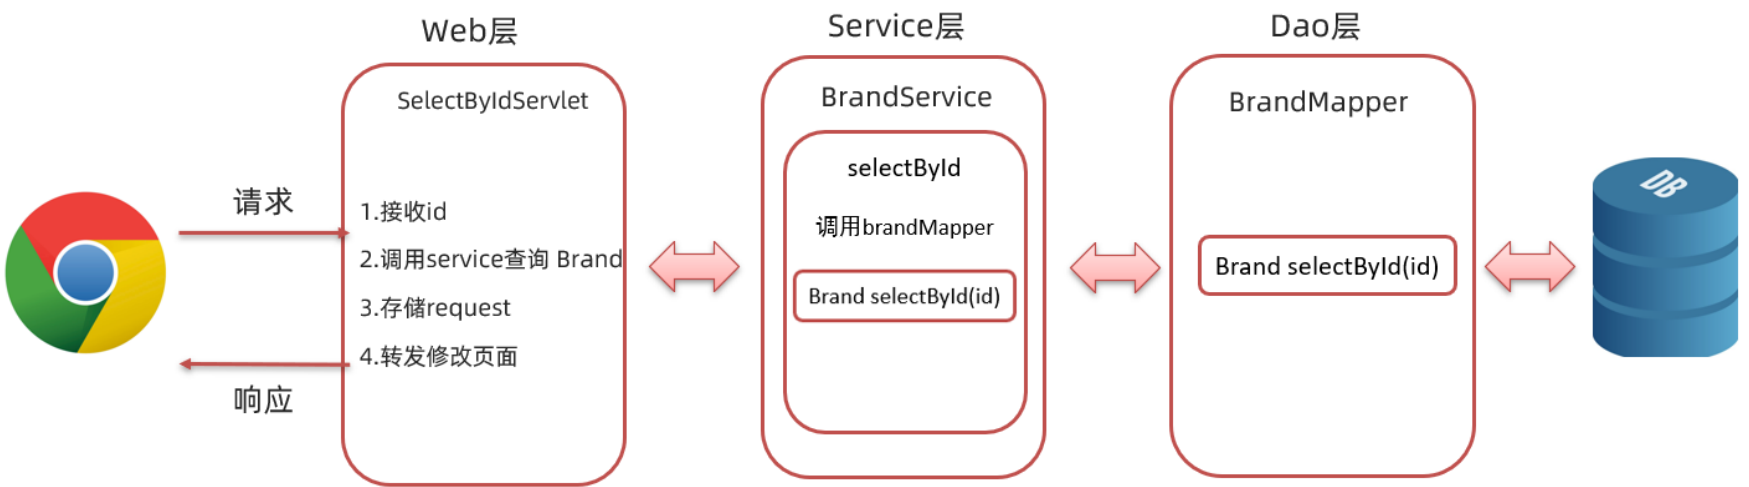 请求
响应
Web层
SelectByIdServlet
1.接收id
2.调用service查询 Brand
3.存储request
4.转发修改页面
Service层
BrandService
selectById
调用brandMapper
Brand selectById(id)
Dao层
BrandMapper
Brand selectById(id)
DB